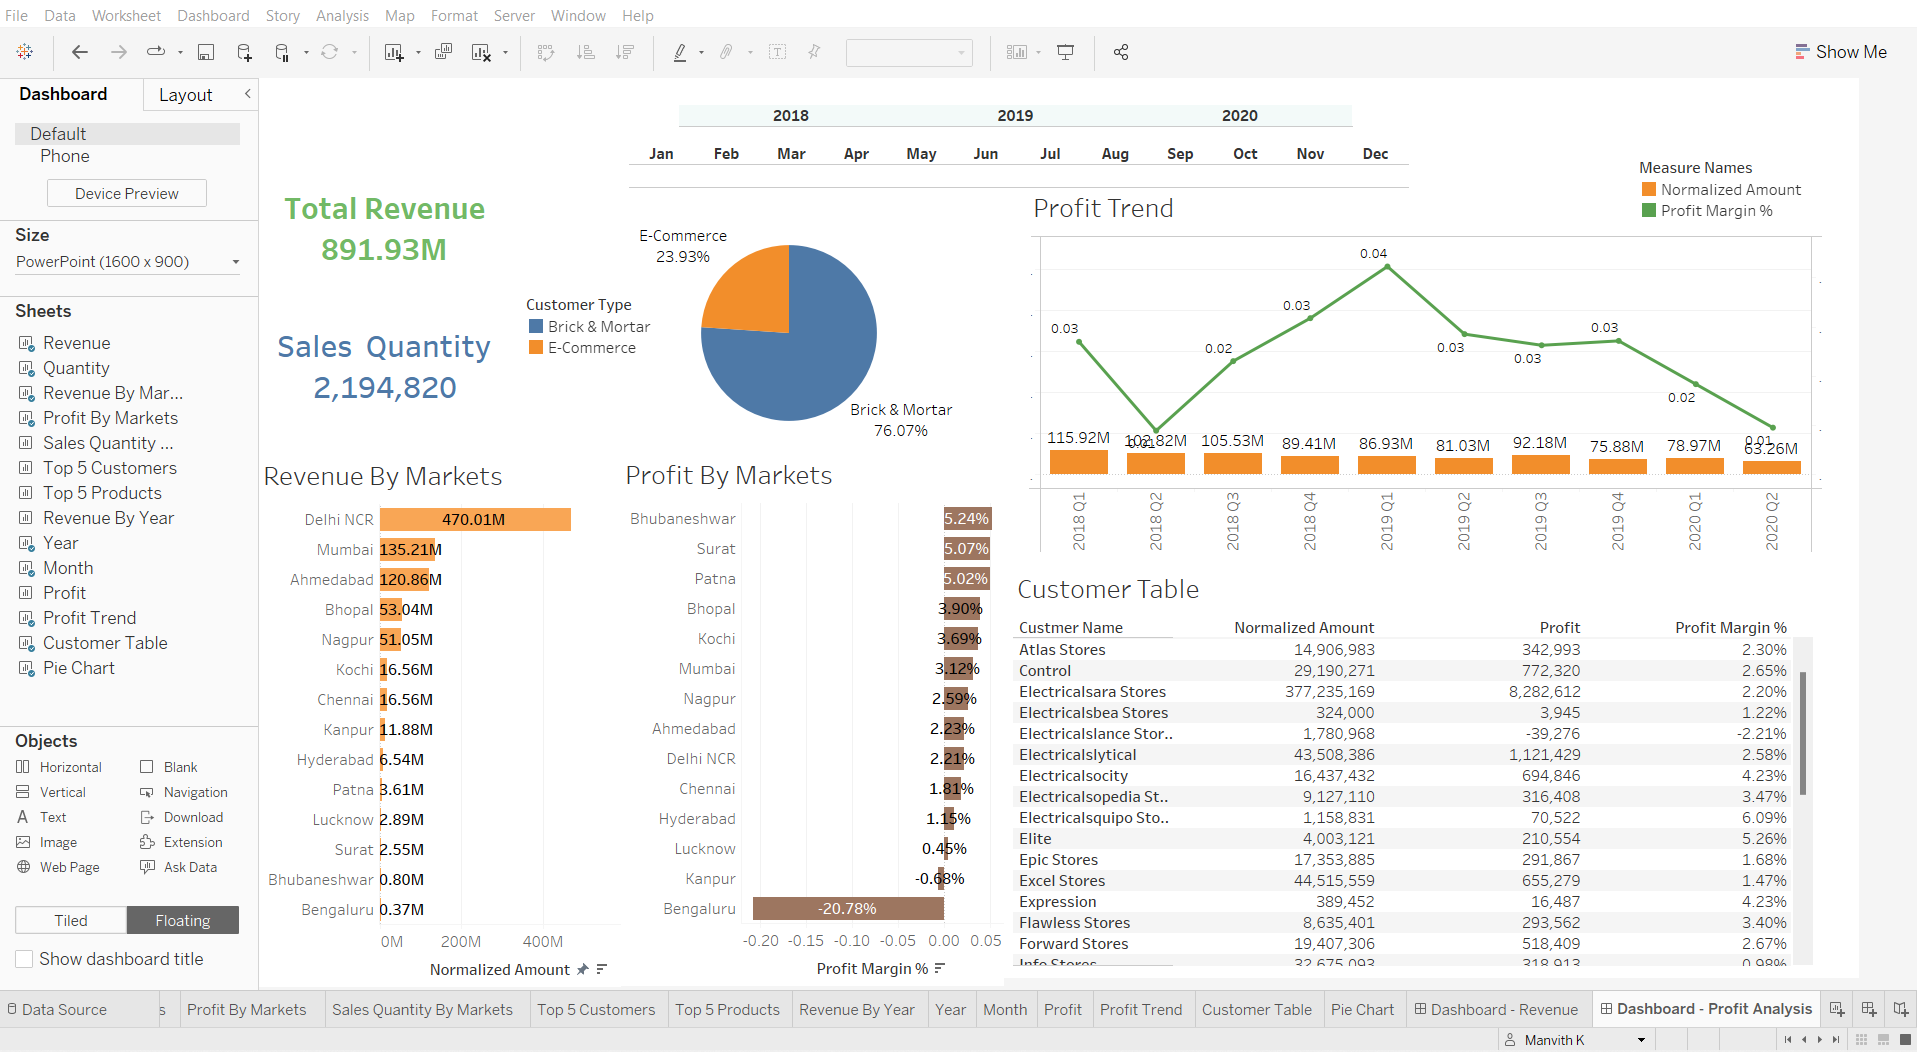 File Data Worksheet Dashboard Story Analysis Map Format Server Window Help
Show Me
Dashboard Layout
Default
Phone
Device Preview
Size
PowerPoint (1600 x 900)
Sheets
Revenue
Quantity
Revenue By Mar...
Profit By Markets
Sales Quantity ...
Top 5 Customers
Top 5 Products
Revenue By Year
Year
Month
Profit
Profit Trend
Customer Table
Pie Chart
Objects
Horizontal Blank
Vertical Navigation
Text Download
Image Extension
Web Page Ask Data
Tiled Floating
Show dashboard title
2018 2019 2020
Jan Feb Mar Apr May Jun Jul Aug Sep Oct Nov Dec
Total Revenue
891.93M
Sales Quantity
2,194,820
Customer Type
Brick & Mortar
E-Commerce
E-Commerce
23.93%
Brick & Mortar
76.07%
Measure Names
Normalized Amount
Profit Margin %
Profit Trend
0.03 0.01 0.02 0.03 0.04 0.03 0.03 0.03 0.02 0.01
115.92M 102.82M 105.53M 89.41M 86.93M 81.03M 92.18M 75.88M 78.97M 63.26M
2018 Q1 2018 Q2 2018 Q3 2018 Q4 2019 Q1 2019 Q2 2019 Q3 2019 Q4 2020 Q1 2020 Q2
Revenue By Markets
Delhi NCR 470.01M
Mumbai 135.21M
Ahmedabad 120.86M
Bhopal 53.04M
Nagpur 51.05M
Kochi 16.56M
Chennai 16.56M
Kanpur 11.88M
Hyderabad 6.54M
Patna 3.61M
Lucknow 2.89M
Surat 2.55M
Bhubaneshwar 0.80M
Bengaluru 0.37M
0M 200M 400M
Normalized Amount
Profit By Markets
Bhubaneshwar 5.24%
Surat 5.07%
Patna 5.02%
Bhopal 3.90%
Kochi 3.69%
Mumbai 3.12%
Nagpur 2.59%
Ahmedabad 2.23%
Delhi NCR 2.21%
Chennai 1.81%
Hyderabad 1.15%
Lucknow 0.45%
Kanpur -0.68%
Bengaluru -20.78%
-0.20 -0.15 -0.10 -0.05 0.00 0.05
Profit Margin %
Customer Table
Custmer Name Normalized Amount Profit Profit Margin %
Atlas Stores 14,906,983 342,993 2.30%
Control 29,190,271 772,320 2.65%
Electricalsara Stores 377,235,169 8,282,612 2.20%
Electricalsbea Stores 324,000 3,945 1.22%
Electricalslance Stor.. 1,780,968 -39,276 -2.21%
Electricalslytical 43,508,386 1,121,429 2.58%
Electricalsocity 16,437,432 694,846 4.23%
Electricalsopedia St.. 9,127,110 316,408 3.47%
Electricalsquipo Sto.. 1,158,831 70,522 6.09%
Elite 4,003,121 210,554 5.26%
Epic Stores 17,353,885 291,867 1.68%
Excel Stores 44,515,559 655,279 1.47%
Expression 389,452 16,487 4.23%
Flawless Stores 8,635,401 293,562 3.40%
Forward Stores 19,407,306 518,409 2.67%
Info Stores 32,675,093 318,913 0.98%
Data Source s Profit By Markets Sales Quantity By Markets Top 5 Customers Top 5 Products Revenue By Year Year Month Profit Profit Trend Customer Table Pie Chart Dashboard - Revenue Dashboard - Profit Analysis
Manvith K